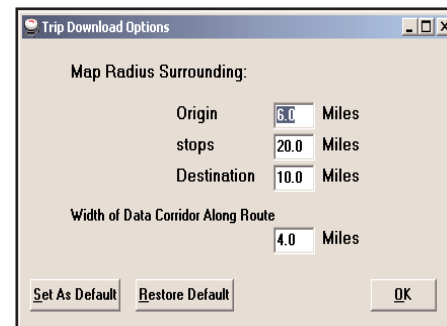 Trip Download Options
Map Radius Surrounding:
Origin 6.0 Miles
stops 20.0 Miles
Destination 10.0 Miles
Width of Data Corridor Along Route
4.0 Miles
Set As Default Restore Default OK